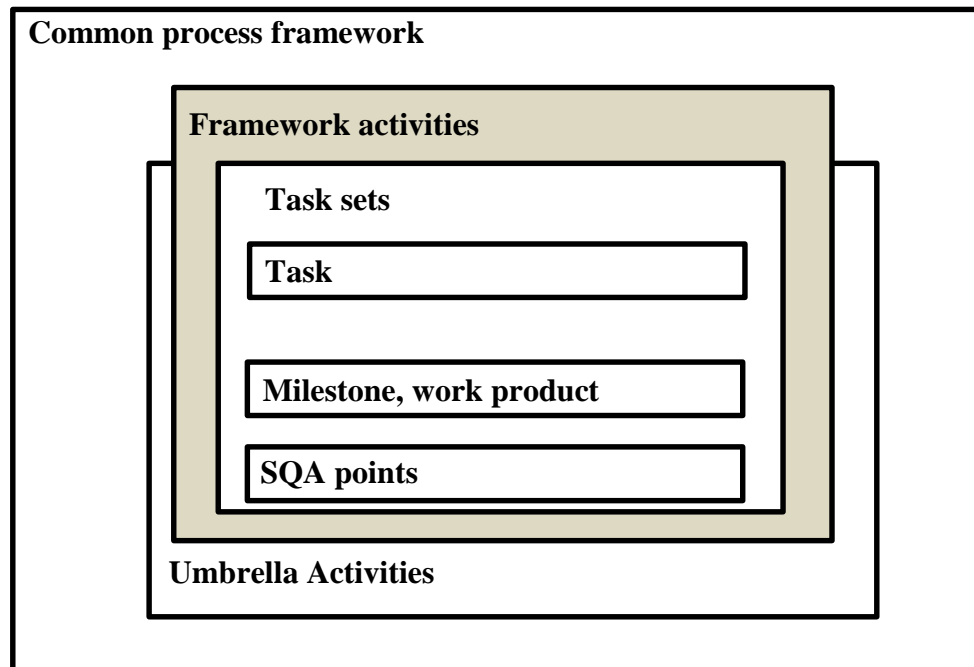 Common process framework
Framework activities
Task sets
Task
Milestone, work product
SQA points
Umbrella Activities